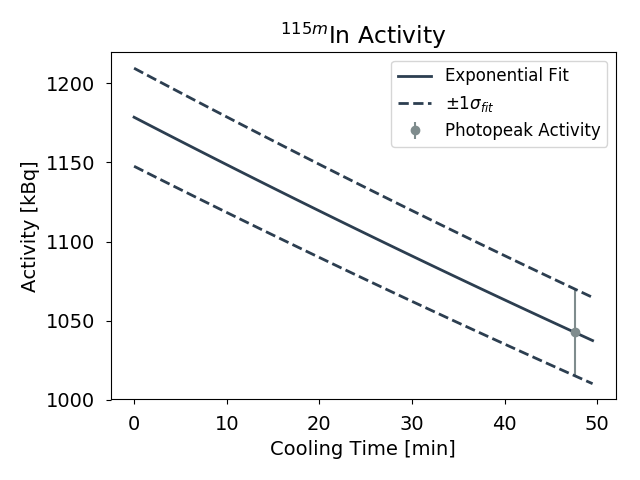 ¹¹⁵ᵐIn Activity
Exponential Fit
±1σ_fit
Photopeak Activity
Activity [kBq]
1200
1150
1100
1050
1000
0 10 20 30 40 50
Cooling Time [min]